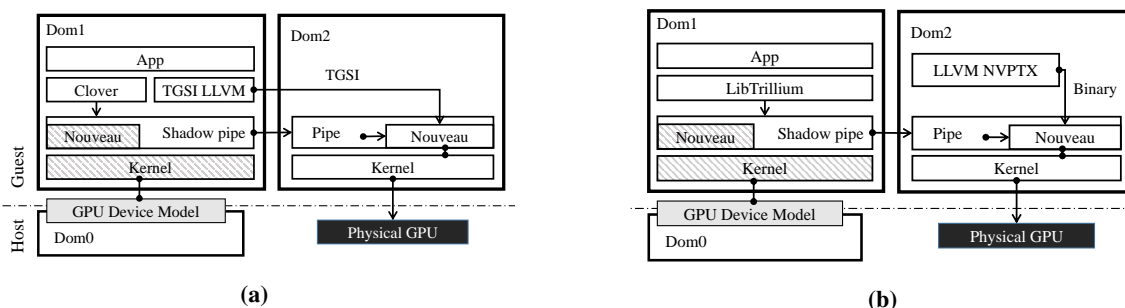 Dom1
App
Clover
TGSI LLVM
Nouveau
Shadow pipe
Kernel
Dom2
TGSI
Pipe
Nouveau
Kernel
Guest
Host
GPU Device Model
Dom0
Physical GPU
(a)
Dom1
App
LibTrillium
Nouveau
Shadow pipe
Kernel
Dom2
LLVM NVPTX
Binary
Pipe
Nouveau
Kernel
GPU Device Model
Dom0
Physical GPU
(b)